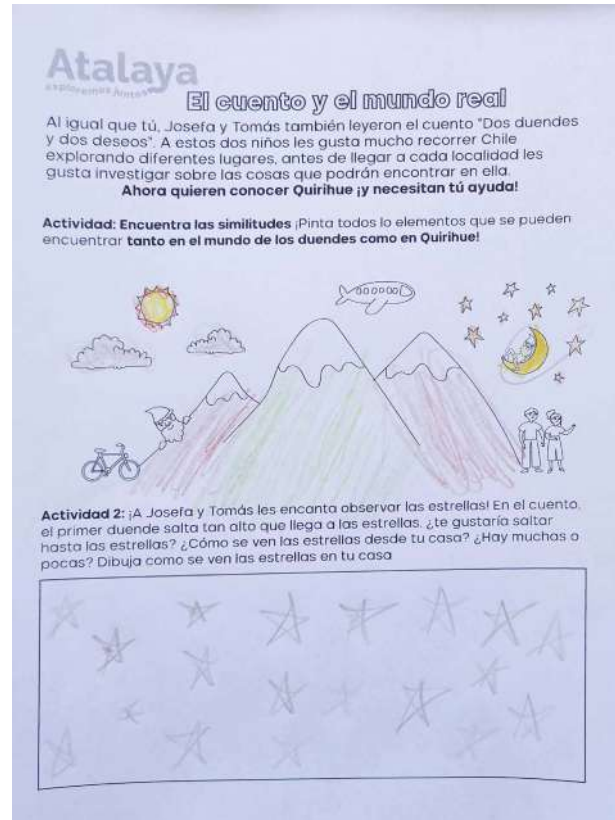 Atalaya
exploremos juntos
El cuento y el mundo real
Al igual que tú, Josefa y Tomás también leyeron el cuento "Dos duendes
y dos deseos". A estos dos niños les gusta mucho recorrer Chile
explorando diferentes lugares, antes de llegar a cada localidad les
gusta investigar sobre las cosas que podrán encontrar en ella.
Ahora quieren conocer Quirihue ¡y necesitan tú ayuda!
Actividad: Encuentra las similitudes ¡Pinta todos lo elementos que se pueden
encuentrar tanto en el mundo de los duendes como en Quirihue!
Actividad 2: ¡A Josefa y Tomás les encanta observar las estrellas! En el cuento,
el primer duende salta tan alto que llega a las estrellas. ¿te gustaría saltar
hasta las estrellas? ¿Cómo se ven las estrellas desde tu casa? ¿Hay muchas o
pocas? Dibuja como se ven las estrellas en tu casa